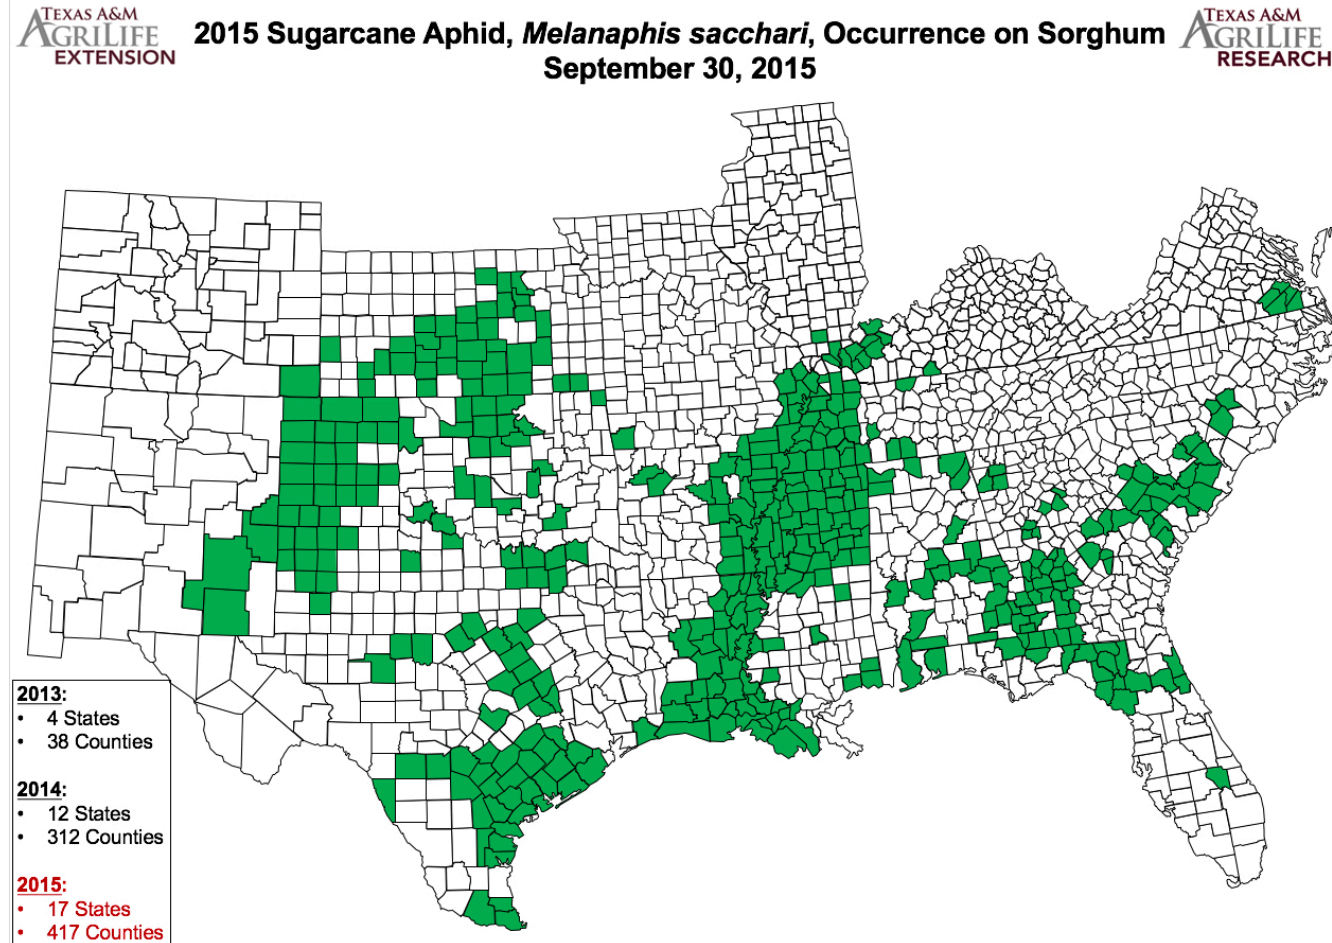 TEXAS A&M
AGRILIFE
EXTENSION
2015 Sugarcane Aphid, Melanaphis sacchari, Occurrence on Sorghum
September 30, 2015
TEXAS A&M
AGRILIFE
RESEARCH
2013:
• 4 States
• 38 Counties
2014:
• 12 States
• 312 Counties
2015:
• 17 States
• 417 Counties